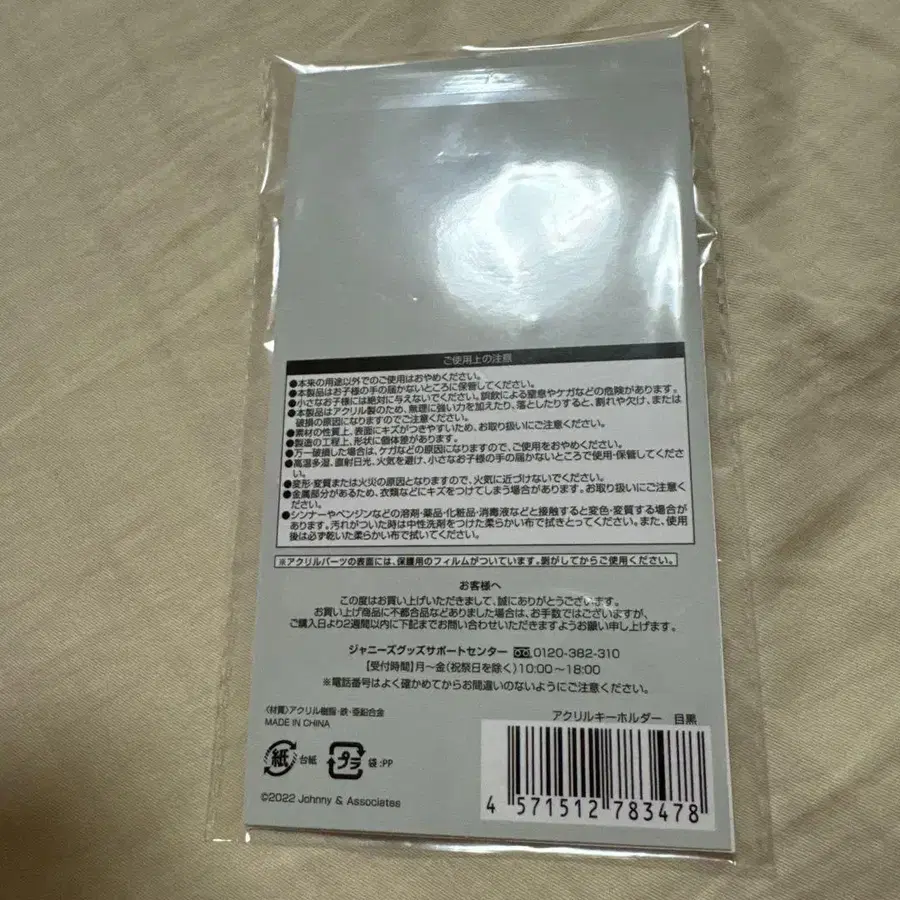 ご使用上の注意
●本来の用途以外でのご使用はおやめください。
●本製品はお子様の手の届かないところに保管してください。
●小さなお子様には絶対に与えないでください。誤飲による窒息やケガなどの危険があります。
●本製品はアクリル製のため、無理に強い力を加えたり、落としたりすると、割れや欠け、または
破損の原因になりますのでご注意ください。
●素材の性質上、表面にキズがつきやすいため、お取り扱いにご注意ください。
●製造の工程上、形状に個体差があります。
●万一破損した場合は、ケガなどの原因になりますので、ご使用をおやめください。
●高温多湿、直射日光、火気を避け、小さなお子様の手の届かないところで使用・保管してくださ
い。
●変形・変質または火災の原因となりますので、火気に近づけないでください。
●金属部分があるため、衣類などにキズをつけてしまう場合があります。お取り扱いにご注意く
ださい。
●シンナーやベンジンなどの溶剤・薬品・化粧品・消毒液などと接触すると変色・変質する場合が
あります。汚れがついた時は中性洗剤をつけた柔らかい布で拭きとってください。また、使用
後は必ず乾いた柔らかい布で拭いてください。
※アクリルパーツの表面には、保護用のフィルムがついています。剥がしてからご使用ください。
お客様へ
この度はお買い上げいただきまして、誠にありがとうございます。
お買い上げ商品に不都合品などありました場合は、お手数ではございますが、
ご購入日より2週間以内に下記までお問い合わせいただきますようお願い申し上げます。
ジャニーズグッズサポートセンター 0120-382-310
【受付時間】月～金(祝祭日を除く)10:00～18:00
※電話番号はよく確かめてからお間違いのないようにご注意ください。
〈材質〉アクリル樹脂・鉄・亜鉛合金
MADE IN CHINA
アクリルキーホルダー 目黒
紙 台紙 プラ 袋:PP
©2022 Johnny & Associates
4 571512 783478